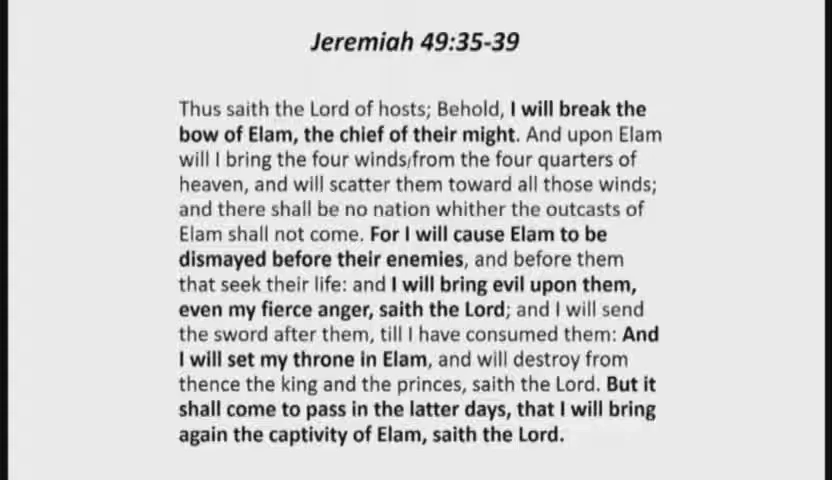 Jeremiah 49:35-39
Thus saith the Lord of hosts; Behold, I will break the
bow of Elam, the chief of their might. And upon Elam
will I bring the four winds from the four quarters of
heaven, and will scatter them toward all those winds;
and there shall be no nation whither the outcasts of
Elam shall not come. For I will cause Elam to be
dismayed before their enemies, and before them
that seek their life: and I will bring evil upon them,
even my fierce anger, saith the Lord; and I will send
the sword after them, till I have consumed them: And
I will set my throne in Elam, and will destroy from
thence the king and the princes, saith the Lord. But it
shall come to pass in the latter days, that I will bring
again the captivity of Elam, saith the Lord.